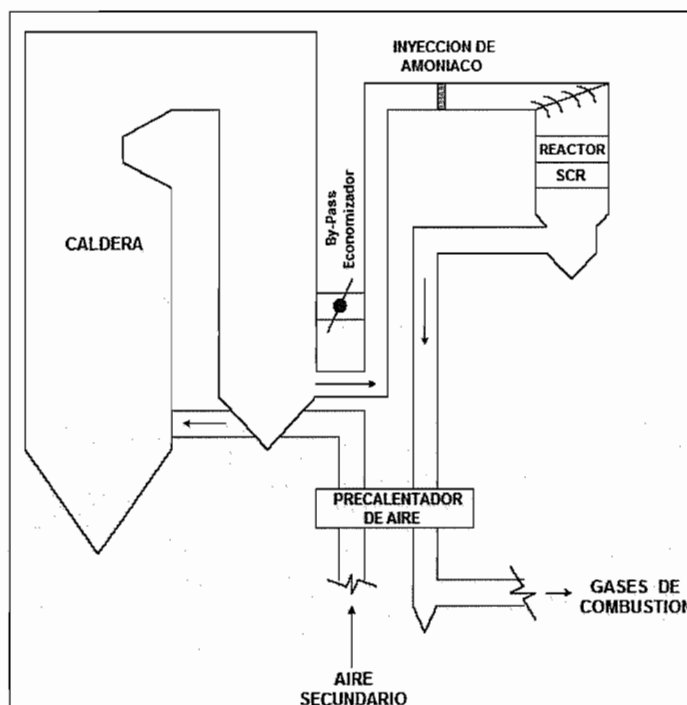 INYECCION DE
AMONIACO
REACTOR
SCR
By-Pass
Economizador
CALDERA
PRECALENTADOR
DE AIRE
GASES DE
COMBUSTION
AIRE
SECUNDARIO